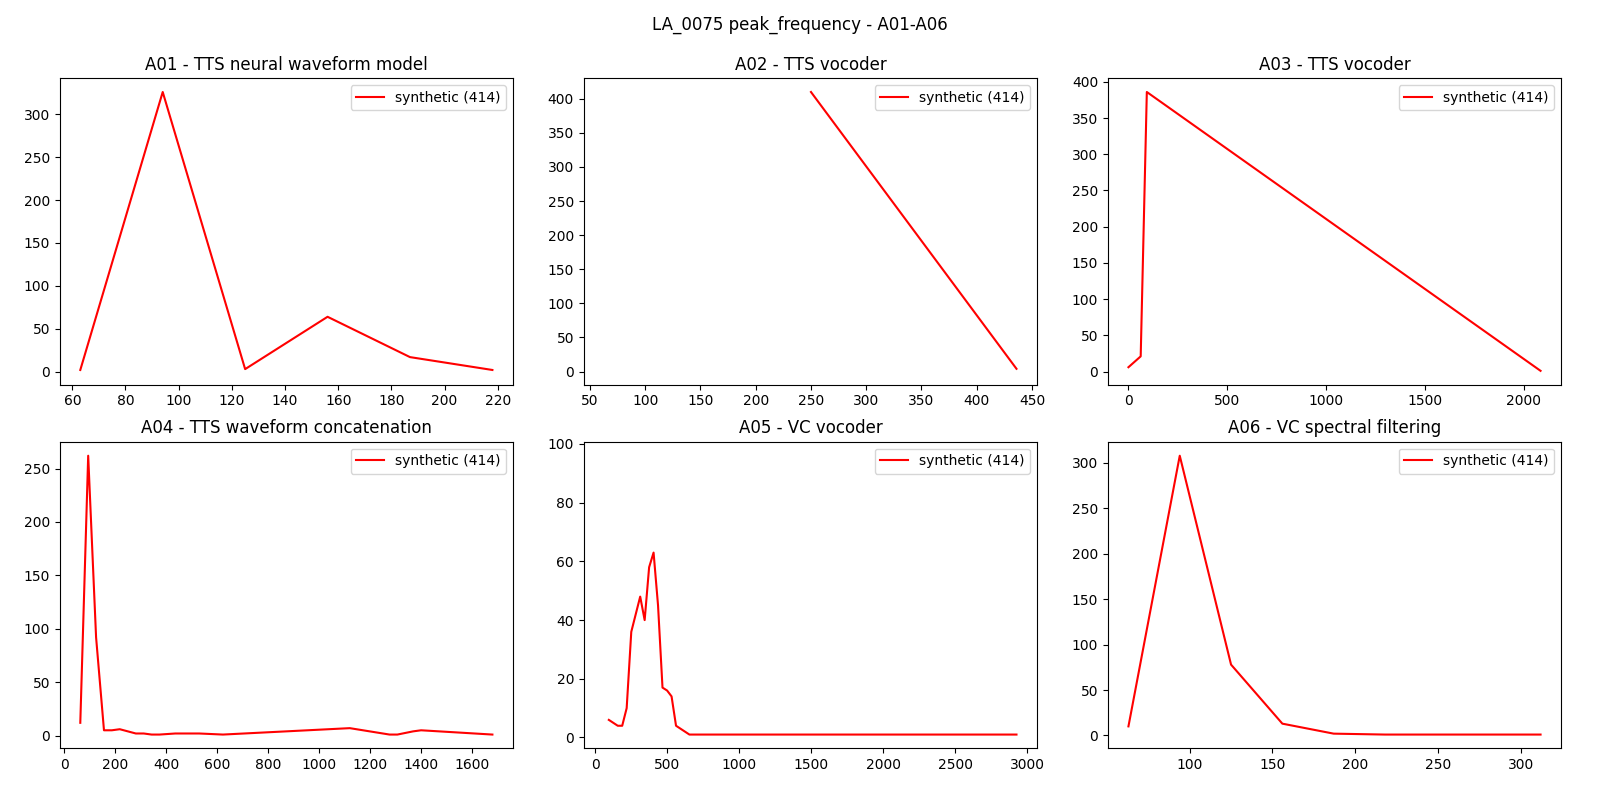 LA_0075 peak_frequency - A01-A06
A01 - TTS neural waveform model
synthetic (414)
300
250
200
150
100
50
0
60 80 100 120 140 160 180 200 220
A02 - TTS vocoder
synthetic (414)
400
350
300
250
200
150
100
50
0
50 100 150 200 250 300 350 400 450
A03 - TTS vocoder
synthetic (414)
400
350
300
250
200
150
100
50
0
0 500 1000 1500 2000
A04 - TTS waveform concatenation
synthetic (414)
250
200
150
100
50
0
0 200 400 600 800 1000 1200 1400 1600
A05 - VC vocoder
synthetic (414)
100
80
60
40
20
0
0 500 1000 1500 2000 2500 3000
A06 - VC spectral filtering
synthetic (414)
300
250
200
150
100
50
0
100 150 200 250 300